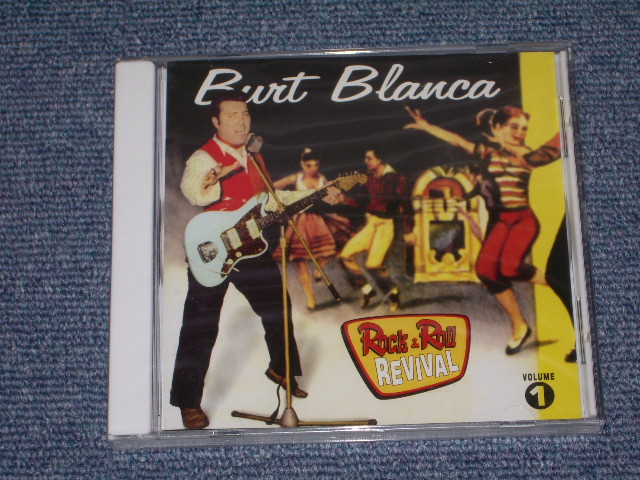 Burt Blanca
Rock & Roll
REVIVAL
VOLUME
1